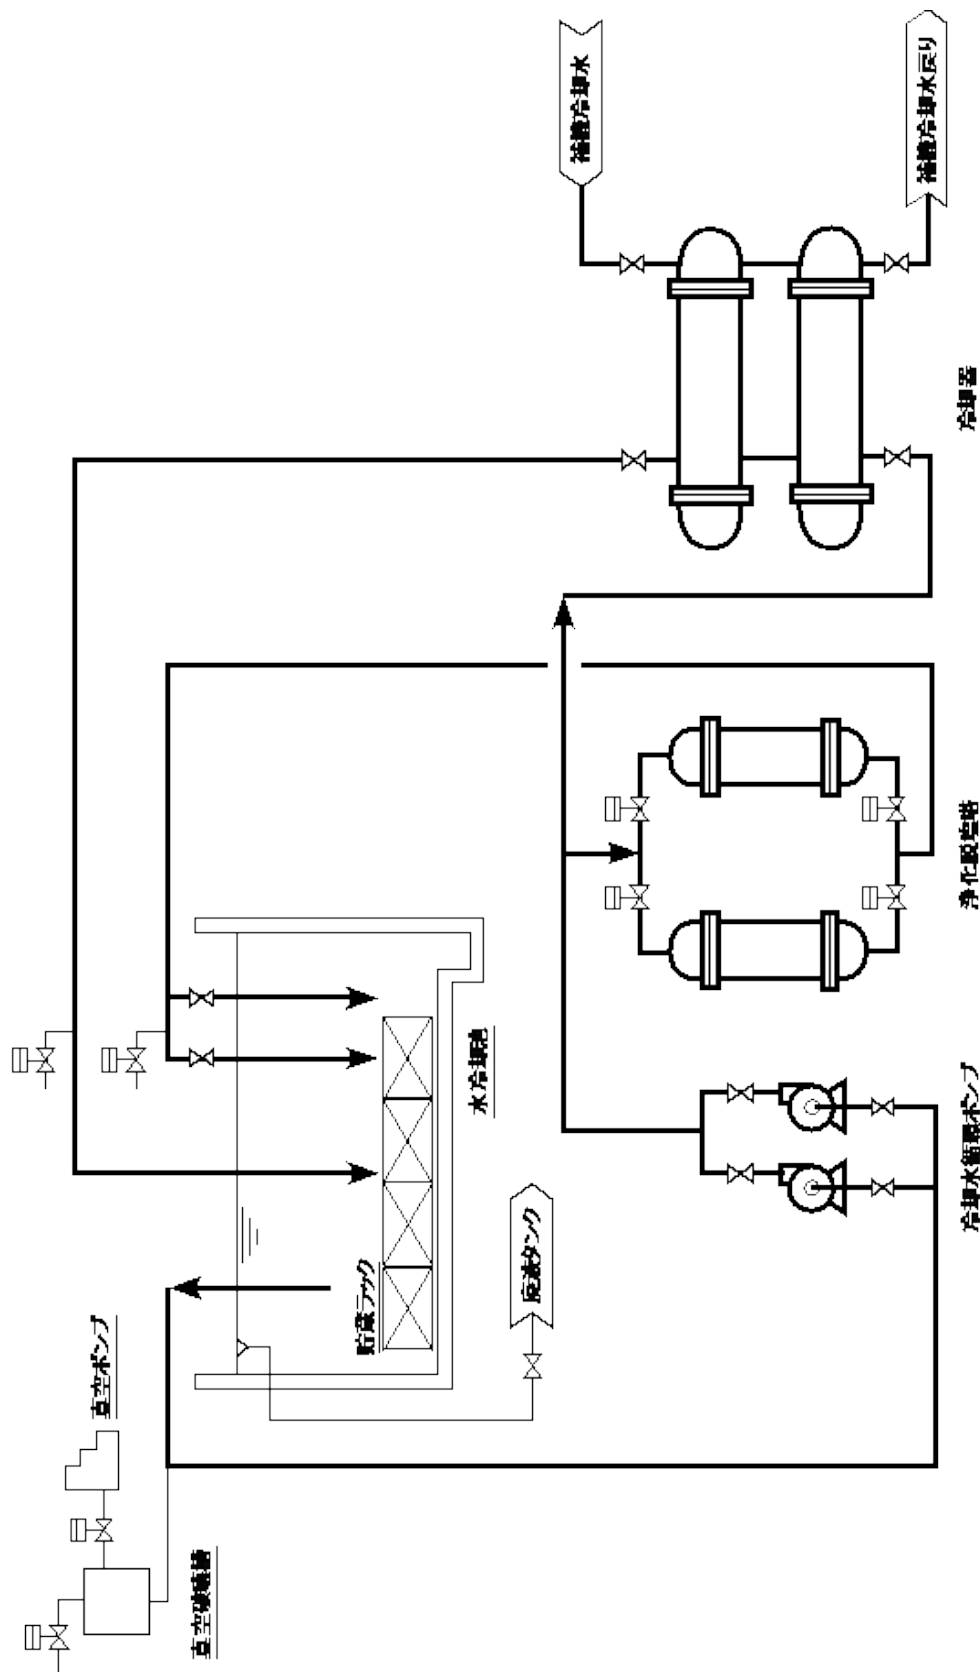 補機冷却水
補機冷却水戻り
冷却器
浄化脱塩塔
冷却水循環ポンプ
水冷却池
貯蔵ラック
廃液タンク
真空ポンプ
真空破壊槽